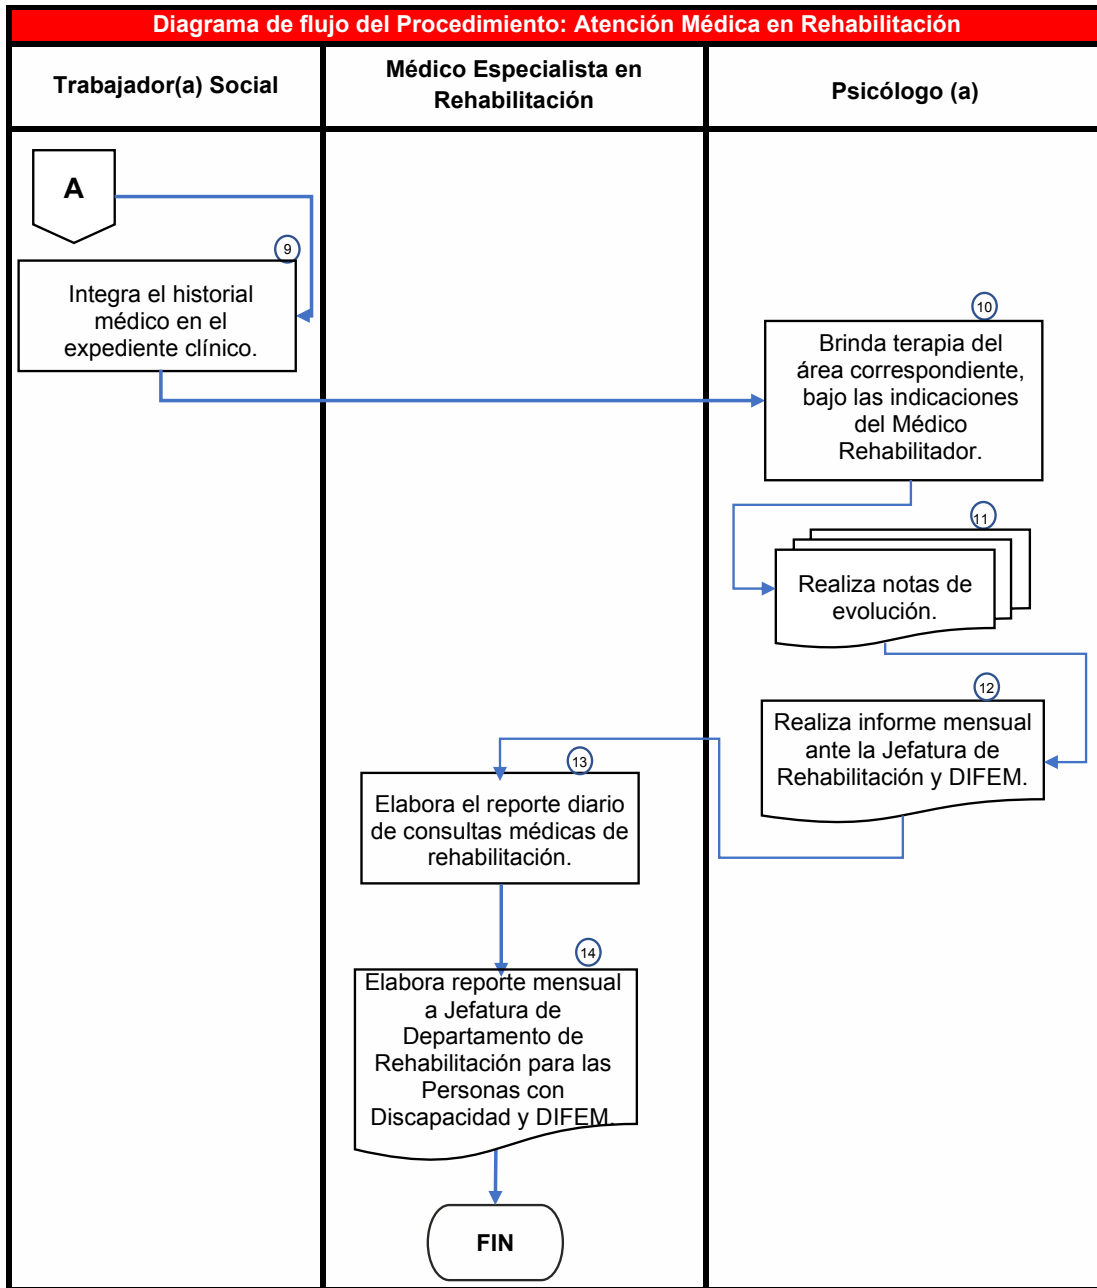 Diagrama de flujo del Procedimiento: Atención Médica en Rehabilitación
Trabajador(a) Social
Médico Especialista en
Rehabilitación
Psicólogo (a)
A
9
Integra el historial
médico en el
expediente clínico.
10
Brinda terapia del
área correspondiente,
bajo las indicaciones
del Médico
Rehabilitador.
11
Realiza notas de
evolución.
12
Realiza informe mensual
ante la Jefatura de
Rehabilitación y DIFEM.
13
Elabora el reporte diario
de consultas médicas de
rehabilitación.
14
Elabora reporte mensual
a Jefatura de
Departamento de
Rehabilitación para las
Personas con
Discapacidad y DIFEM.
FIN